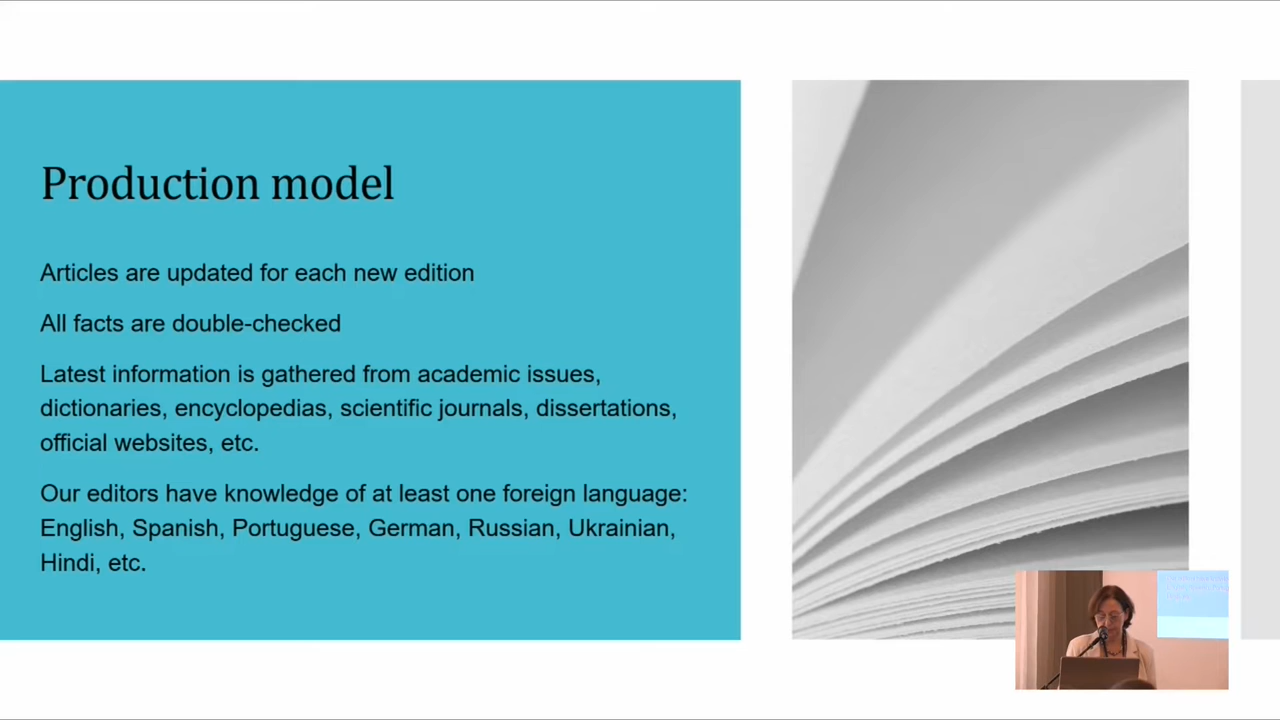 Production model
Articles are updated for each new edition
All facts are double-checked
Latest information is gathered from academic issues,
dictionaries, encyclopedias, scientific journals, dissertations,
official websites, etc.
Our editors have knowledge of at least one foreign language:
English, Spanish, Portuguese, German, Russian, Ukrainian,
Hindi, etc.